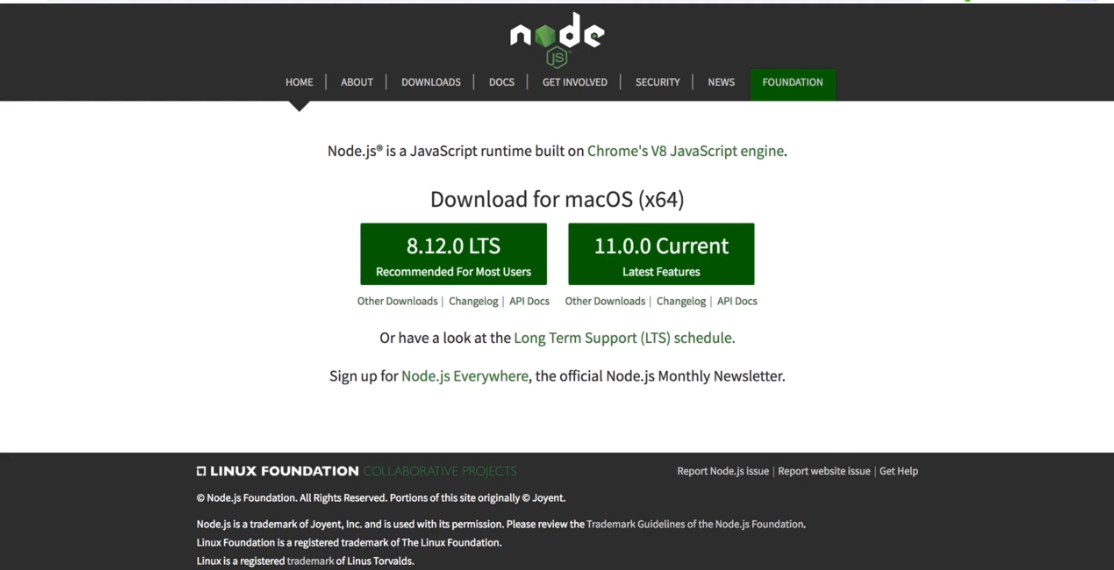 node
JS
HOME | ABOUT | DOWNLOADS | DOCS | GET INVOLVED | SECURITY | NEWS FOUNDATION
Node.js® is a JavaScript runtime built on Chrome's V8 JavaScript engine.
Download for macOS (x64)
8.12.0 LTS
Recommended For Most Users
11.0.0 Current
Latest Features
Other Downloads | Changelog | API Docs
Other Downloads | Changelog | API Docs
Or have a look at the Long Term Support (LTS) schedule.
Sign up for Node.js Everywhere, the official Node.js Monthly Newsletter.
LINUX FOUNDATION COLLABORATIVE PROJECTS
Report Node.js issue | Report website issue | Get Help
© Node.js Foundation. All Rights Reserved. Portions of this site originally © Joyent.
Node.js is a trademark of Joyent, Inc. and is used with its permission. Please review the Trademark Guidelines of the Node.js Foundation.
Linux Foundation is a registered trademark of The Linux Foundation.
Linux is a registered trademark of Linus Torvalds.